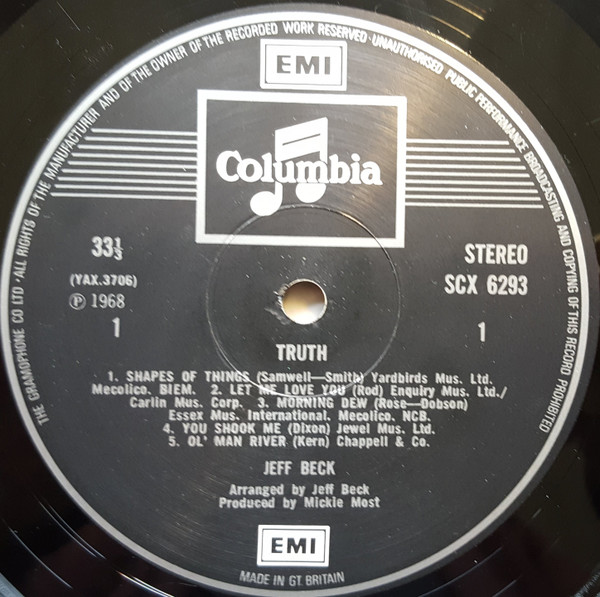 THE GRAMOPHONE CO LTD · ALL RIGHTS OF THE MANUFACTURER AND OF THE OWNER OF THE RECORDED WORK RESERVED · UNAUTHORISED PUBLIC PERFORMANCE BROADCASTING AND COPYING OF THIS RECORD PROHIBITED
EMI
Columbia
33⅓
STEREO
(YAX.3706)
SCX 6293
Ⓟ 1968
1
1
TRUTH
1. SHAPES OF THINGS (Samwell—Smith) Yardbirds Mus. Ltd.
Mecolico. BIEM. 2. LET ME LOVE YOU (Rod) Enquiry Mus. Ltd./
Carlin Mus. Corp. 3. MORNING DEW (Rose—Dobson)
Essex Mus. International. Mecolico. NCB.
4. YOU SHOOK ME (Dixon) Jewel Mus. Ltd.
5. OL' MAN RIVER (Kern) Chappell & Co.
JEFF BECK
Arranged by Jeff Beck
Produced by Mickie Most
EMI
MADE IN GT. BRITAIN